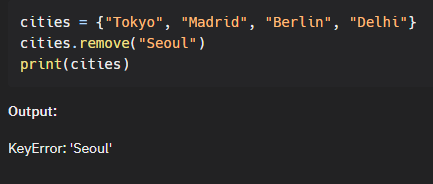 cities = {"Tokyo", "Madrid", "Berlin", "Delhi"}
cities.remove("Seoul")
print(cities)
Output:
KeyError: 'Seoul'